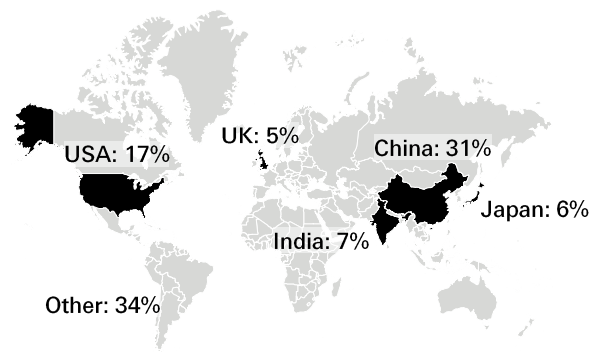 UK: 5%
China: 31%
USA: 17%
Japan: 6%
India: 7%
Other: 34%